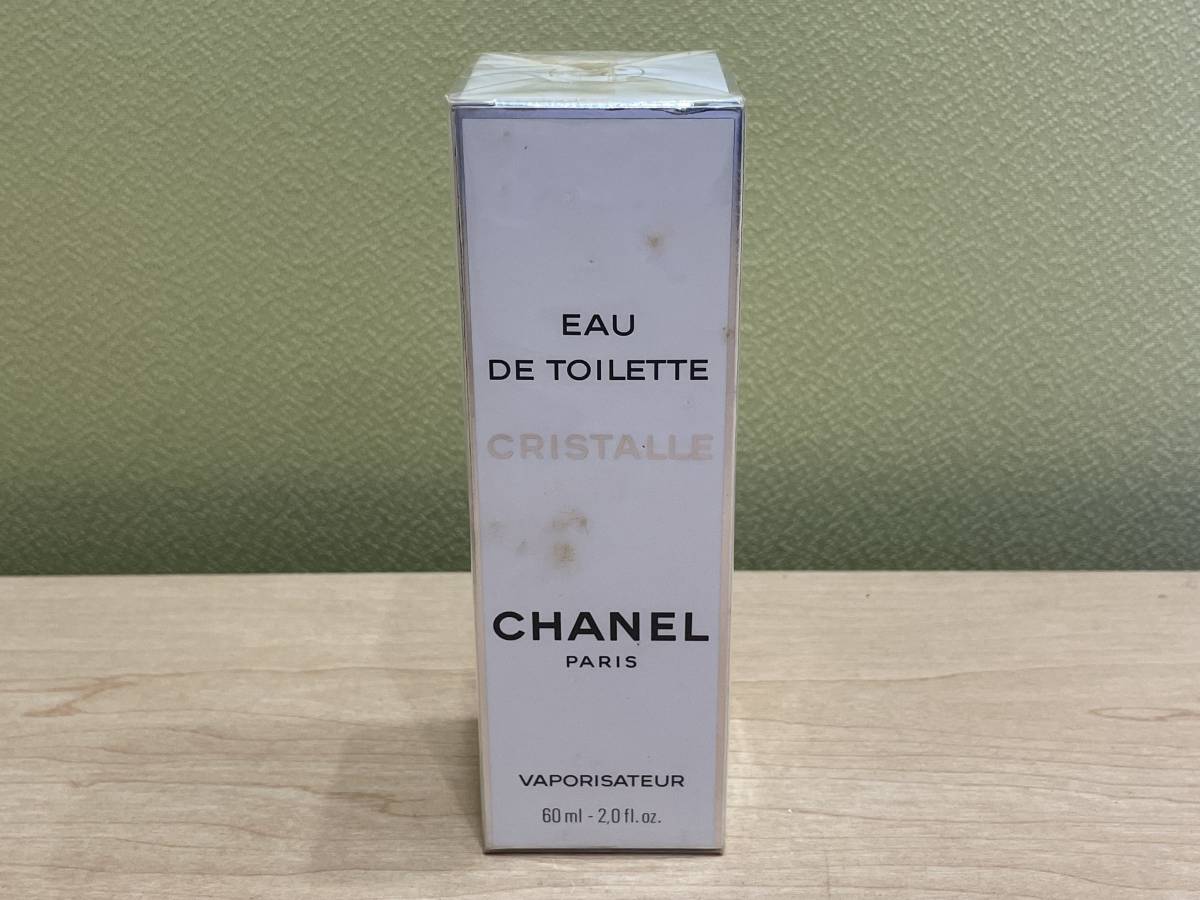 EAU
DE TOILETTE
CRISTALLE
CHANEL
PARIS
VAPORISATEUR
60 ml - 2,0 fl. oz.